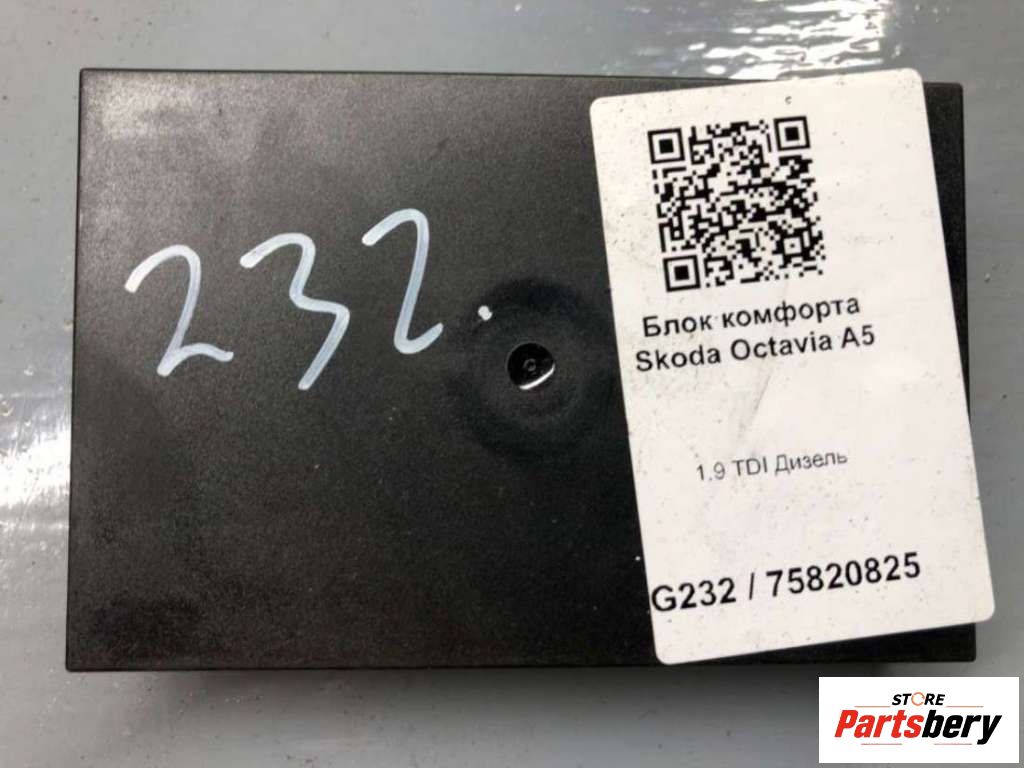 232.
Блок комфорта
Skoda Octavia A5
1.9 TDI Дизель
G232 / 75820825
STORE
Partsbery